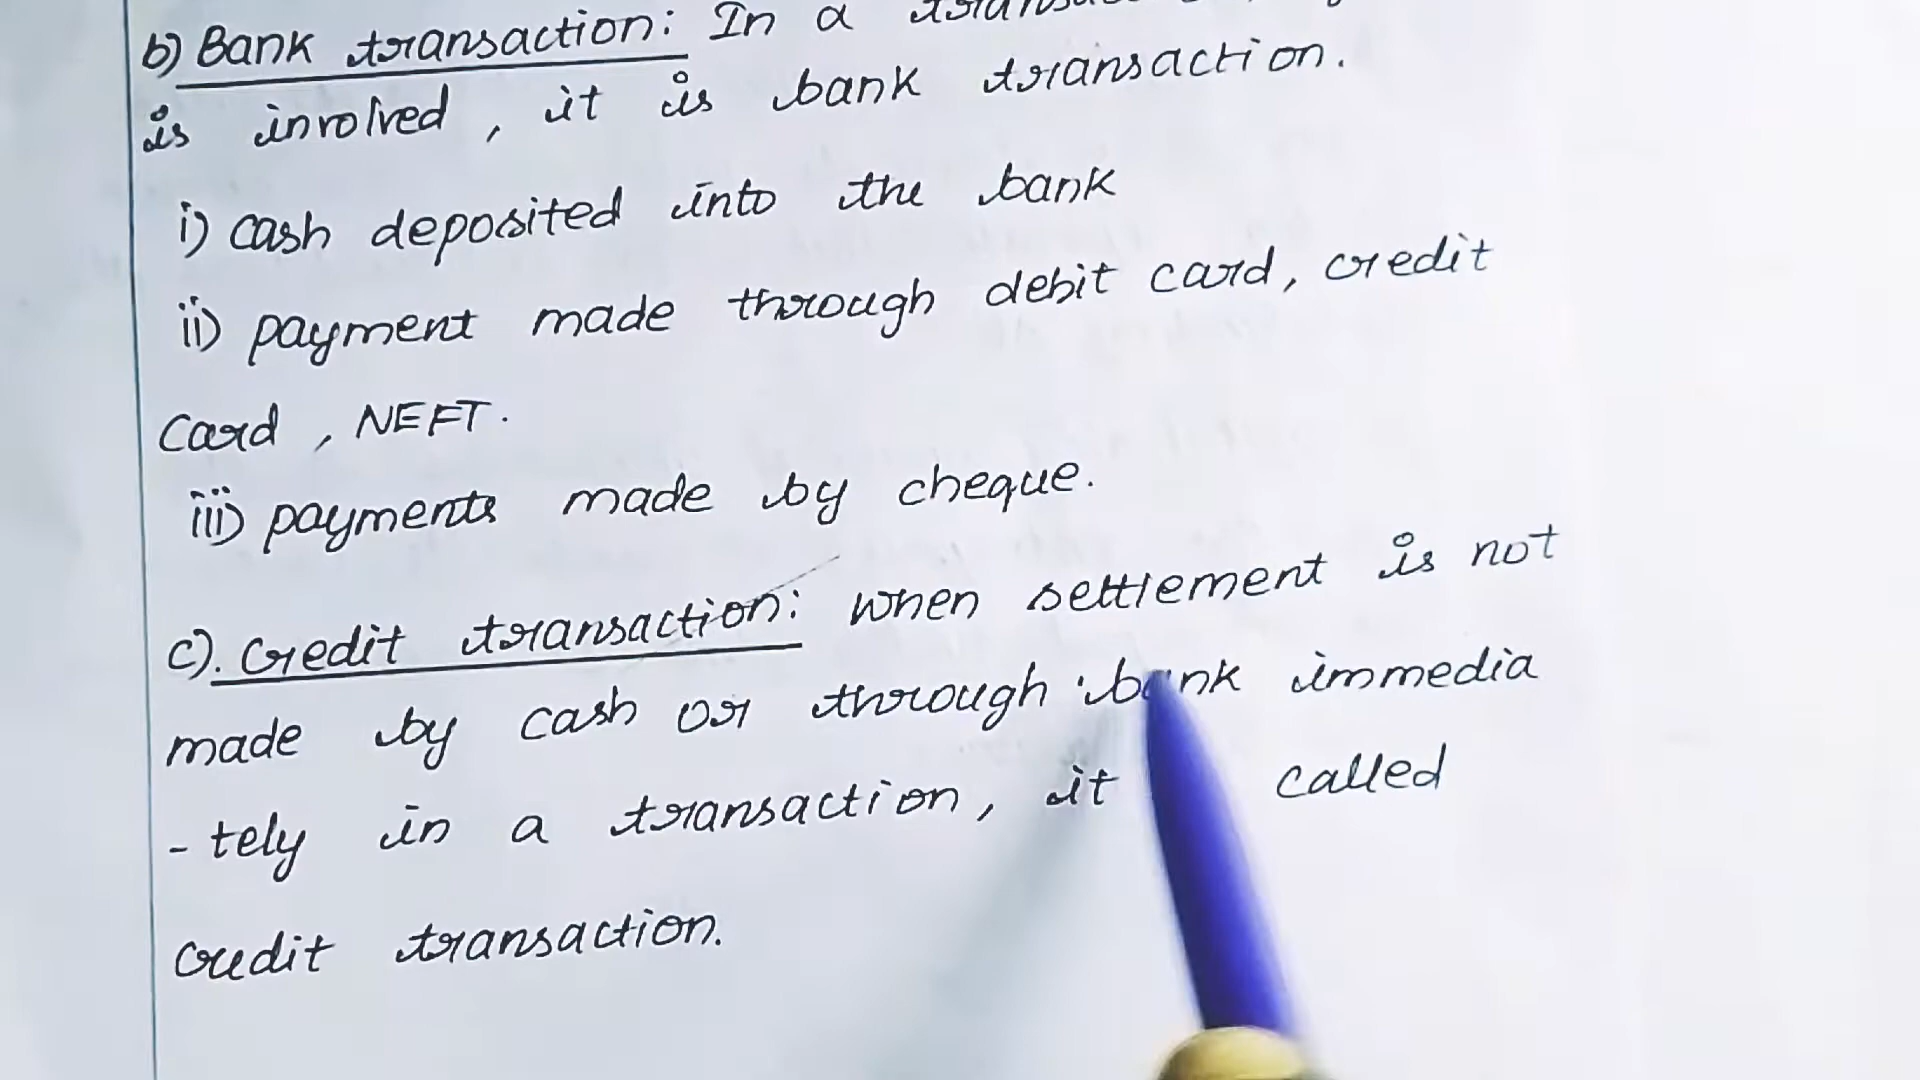 b) Bank transaction: In a
is involved, it is bank transaction.
i) cash deposited into the bank
ii) payment made through debit card, credit
Card, NEFT.
iii) payments made by cheque.
c). credit transaction: when settlement is not
made by cash or through bank immedia
- tely in a transaction, it called
credit transaction.